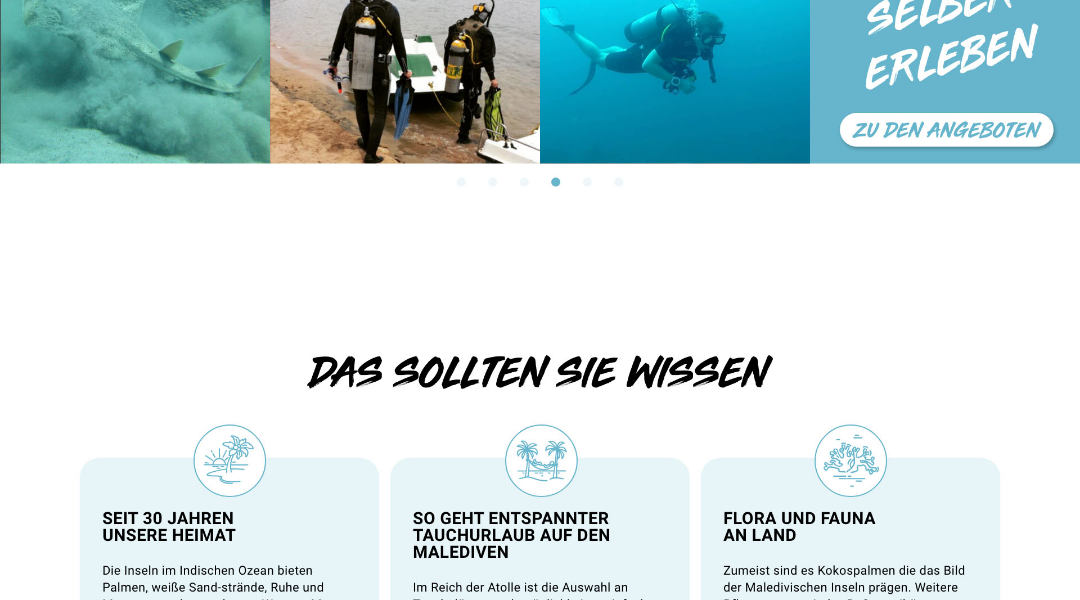 SELBER
ERLEBEN
ZU DEN ANGEBOTEN
DAS SOLLTEN SIE WISSEN
SEIT 30 JAHREN
UNSERE HEIMAT
Die Inseln im Indischen Ozean bieten
Palmen, weiße Sand-strände, Ruhe und
SO GEHT ENTSPANNTER
TAUCHURLAUB AUF DEN
MALEDIVEN
Im Reich der Atolle ist die Auswahl an
FLORA UND FAUNA
AN LAND
Zumeist sind es Kokospalmen die das Bild
der Maledivischen Inseln prägen. Weitere